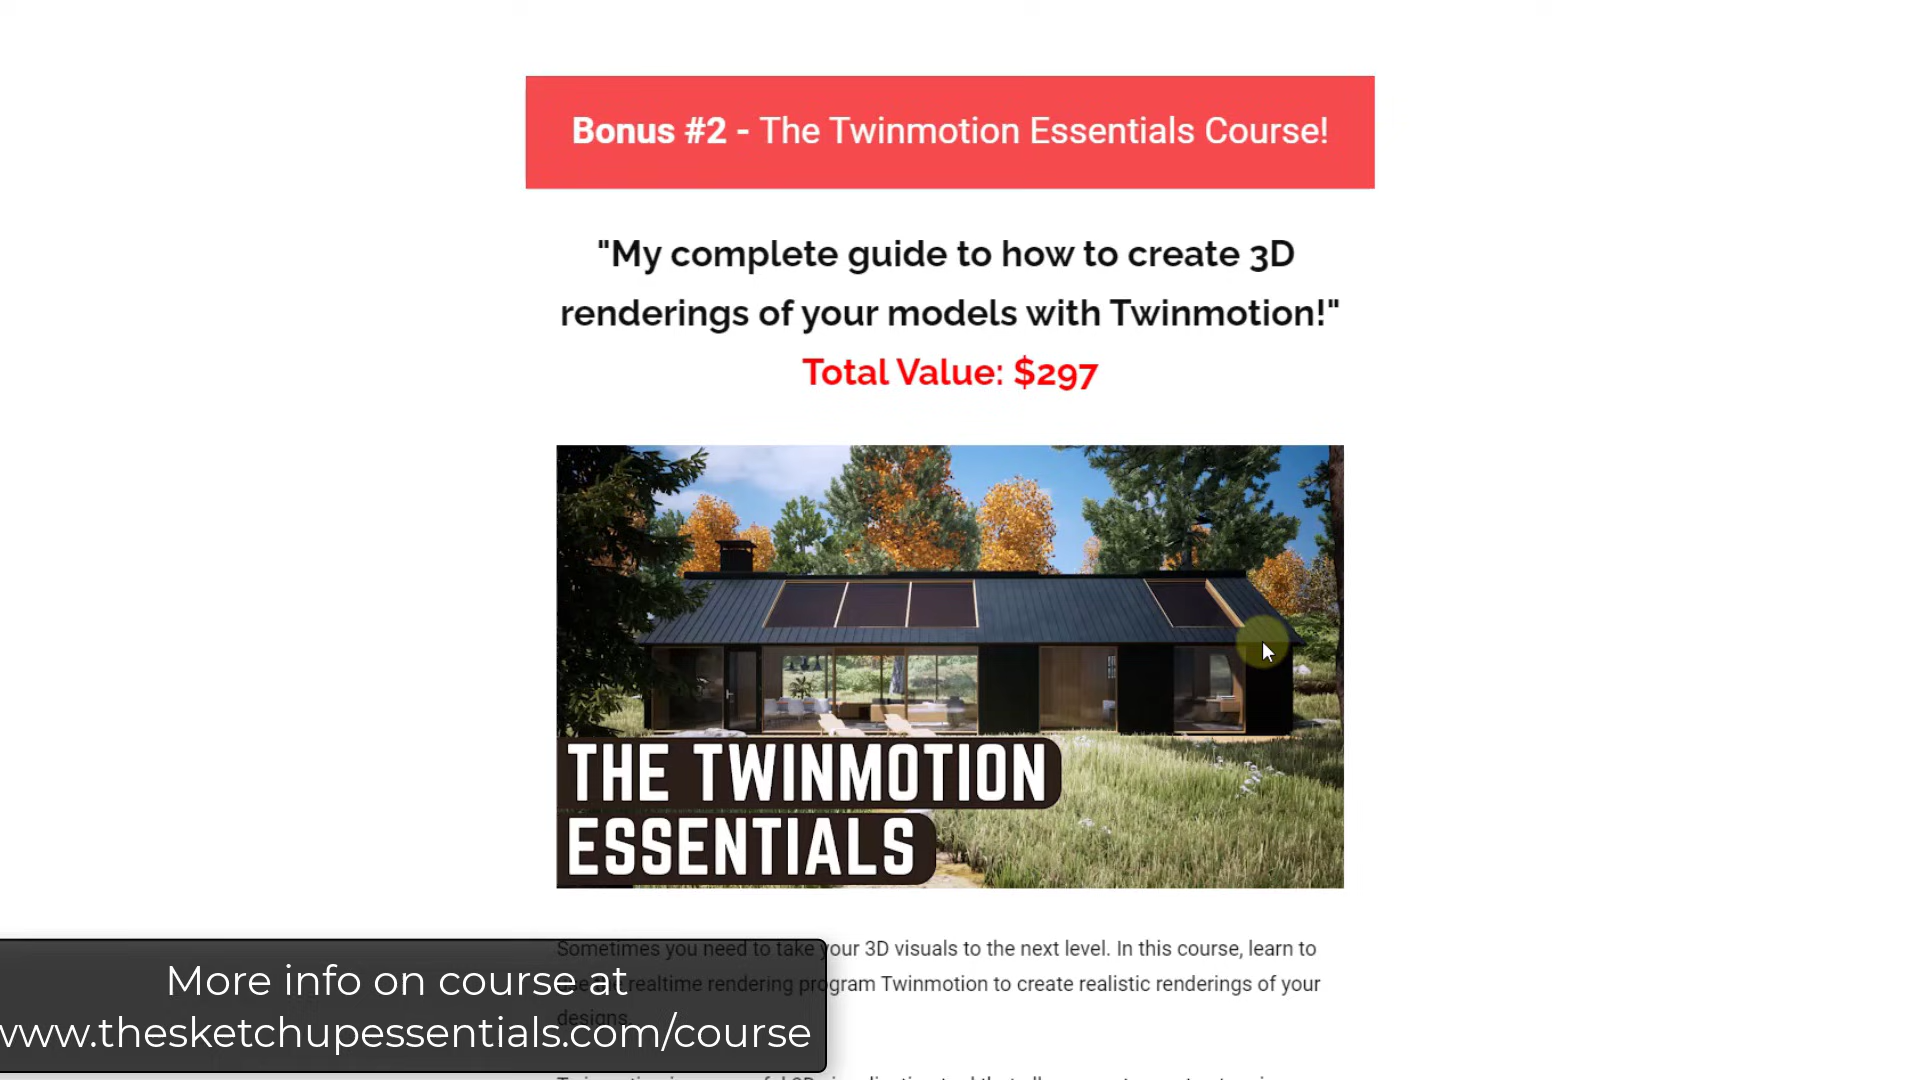 Bonus #2 - The Twinmotion Essentials Course!
"My complete guide to how to create 3D
renderings of your models with Twinmotion!"
Total Value: $297
THE TWINMOTION
ESSENTIALS
Sometimes you need to take your 3D visuals to the next level. In this course, learn to
realtime rendering program Twinmotion to create realistic renderings of your
designs.
More info on course at
www.thesketchupessentials.com/course